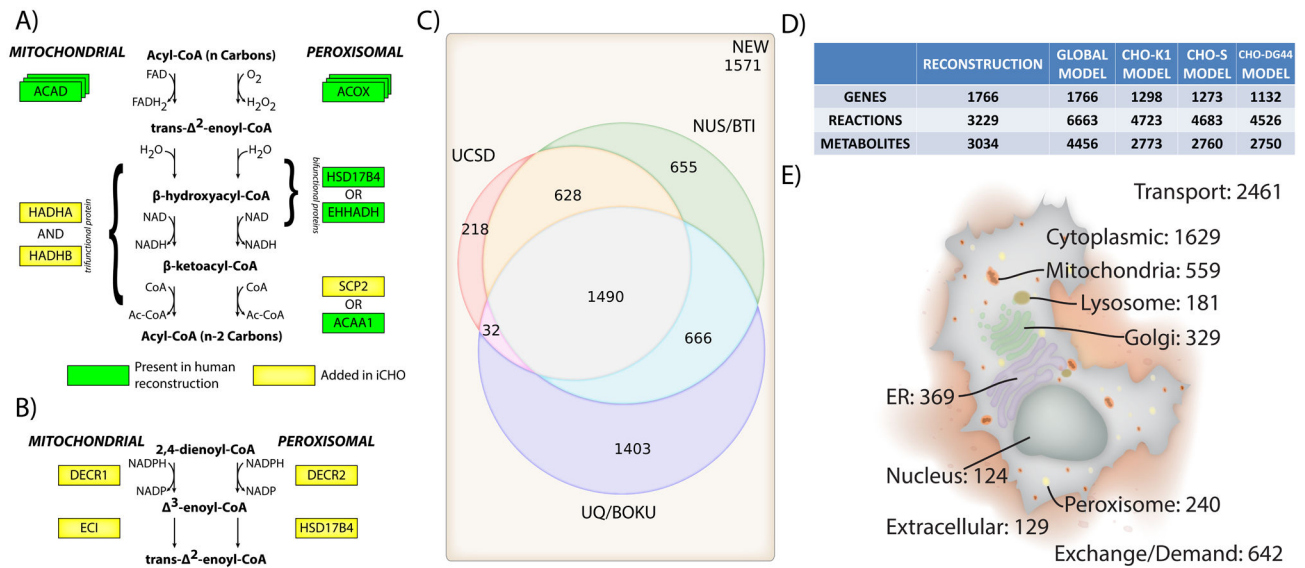 A)
MITOCHONDRIAL
PEROXISOMAL
Acyl-CoA (n Carbons)
ACAD
FAD
O2
ACOX
FADH2
H2O2
trans-Δ2-enoyl-CoA
H2O
H2O
bifunctional proteins
HSD17B4
OR
EHHADH
β-hydroxyacyl-CoA
HADHA
AND
HADHB
trifunctional protein
NAD
NAD
NADH
NADH
β-ketoacyl-CoA
CoA
CoA
SCP2
OR
ACAA1
Ac-CoA
Ac-CoA
Acyl-CoA (n-2 Carbons)
Present in human
reconstruction
Added in iCHO
B)
MITOCHONDRIAL
PEROXISOMAL
2,4-dienoyl-CoA
DECR1
NADPH
NADPH
DECR2
NADP
NADP
Δ3-enoyl-CoA
ECI
HSD17B4
trans-Δ2-enoyl-CoA
C)
NEW
1571
NUS/BTI
UCSD
655
628
218
1490
32
666
1403
UQ/BOKU
D)
RECONSTRUCTION GLOBAL MODEL CHO-K1 MODEL CHO-S MODEL CHO-DG44 MODEL
GENES 1766 1766 1298 1273 1132
REACTIONS 3229 6663 4723 4683 4526
METABOLITES 3034 4456 2773 2760 2750
E)
Transport: 2461
Cytoplasmic: 1629
Mitochondria: 559
Lysosome: 181
Golgi: 329
ER: 369
Nucleus: 124
Peroxisome: 240
Extracellular: 129
Exchange/Demand: 642